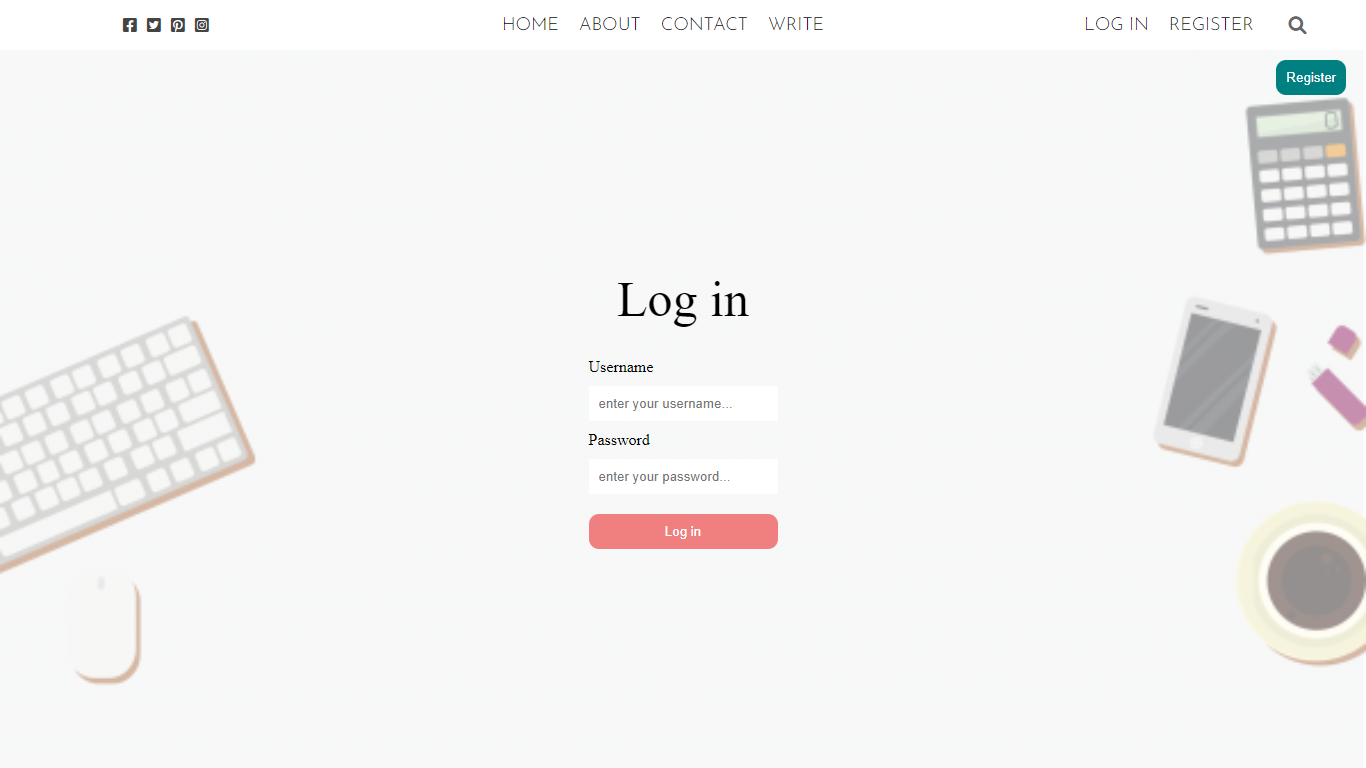 HOME ABOUT CONTACT WRITE LOG IN REGISTER
Register
0
Log in
Username
enter your username...
Password
enter your password...
Log in